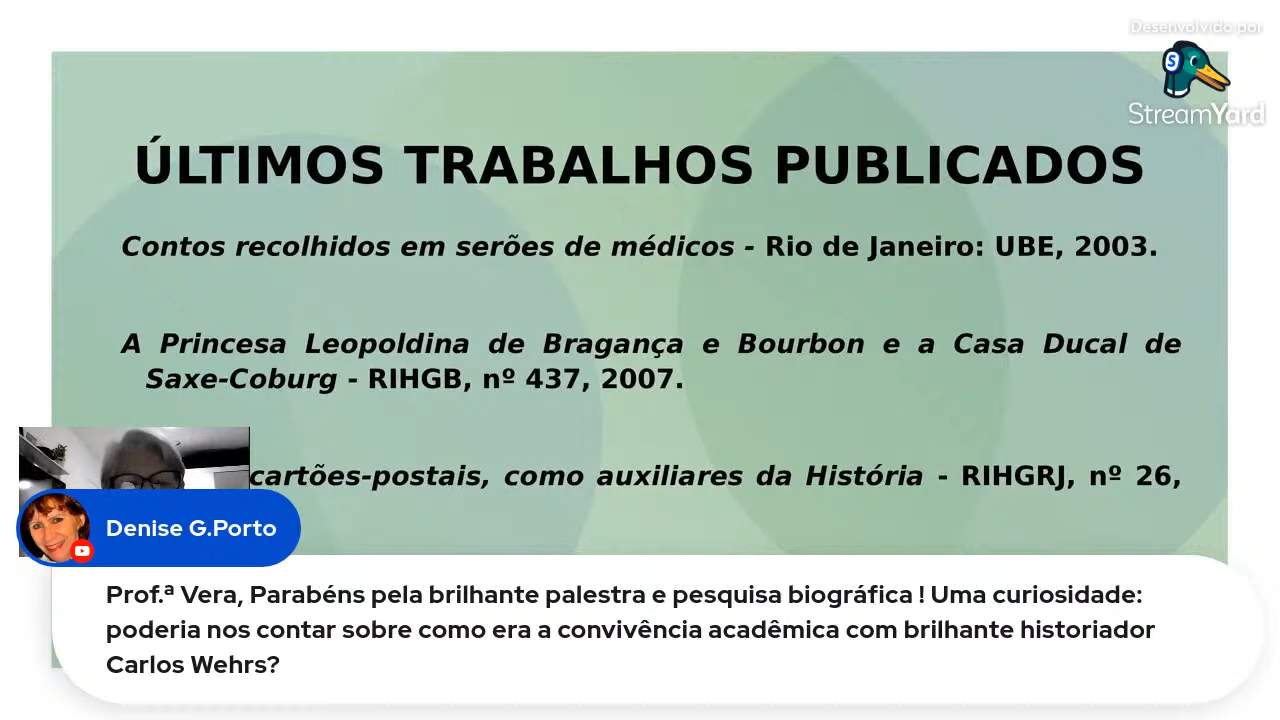 Desenvolvido por
StreamYard
ÚLTIMOS TRABALHOS PUBLICADOS
Contos recolhidos em serões de médicos - Rio de Janeiro: UBE, 2003.
A Princesa Leopoldina de Bragança e Bourbon e a Casa Ducal de
Saxe-Coburg - RIHGB, nº 437, 2007.
cartões-postais, como auxiliares da História - RIHGRJ, nº 26,
Denise G.Porto
Prof.ª Vera, Parabéns pela brilhante palestra e pesquisa biográfica ! Uma curiosidade:
poderia nos contar sobre como era a convivência acadêmica com brilhante historiador
Carlos Wehrs?